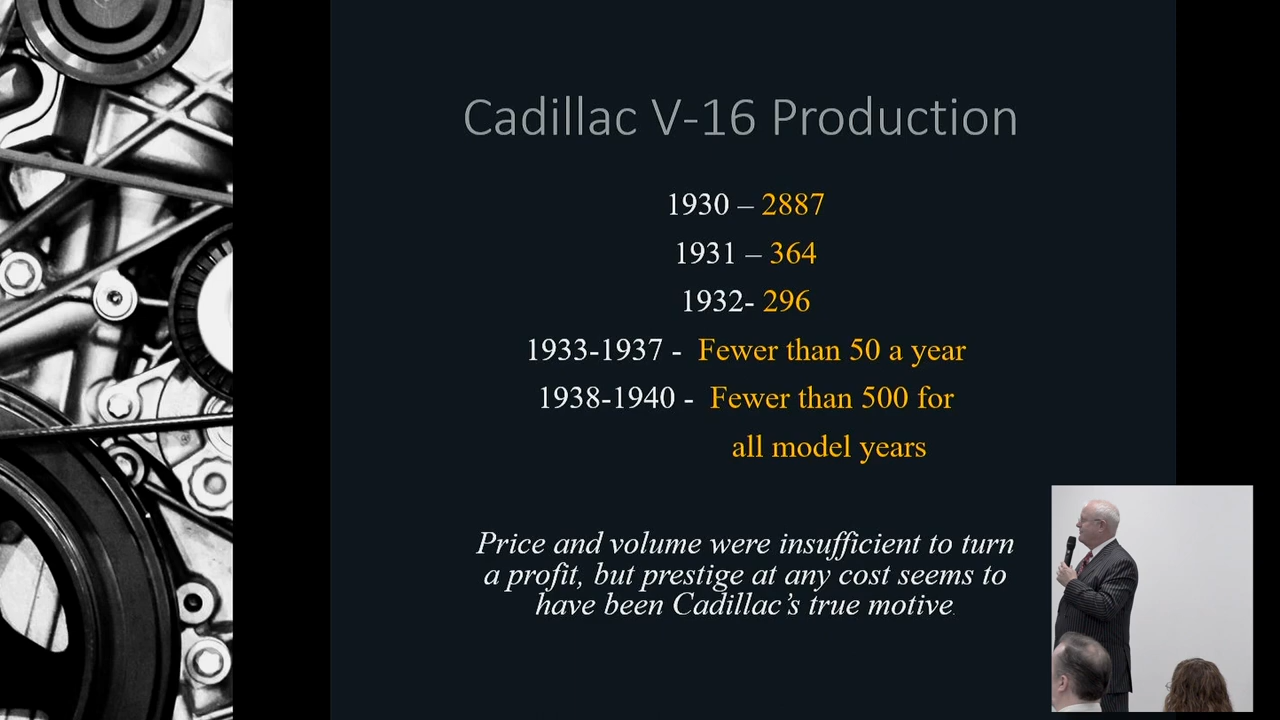 Cadillac V-16 Production
1930 – 2887
1931 – 364
1932- 296
1933-1937 - Fewer than 50 a year
1938-1940 - Fewer than 500 for
all model years
Price and volume were insufficient to turn
a profit, but prestige at any cost seems to
have been Cadillac’s true motive.